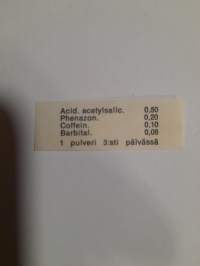 Acid. acetylsalic. 0,50
Phenazon. 0,20
Coffein. 0,10
Barbital. 0,08
1 pulveri 3:sti päivässä